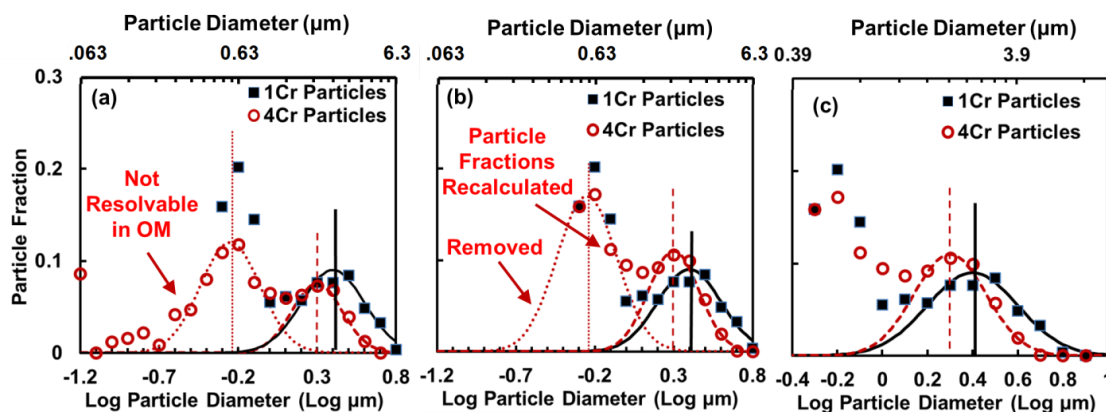 Particle Diameter (µm)
.063 0.63 6.3
0.3
(a)
1Cr Particles
4Cr Particles
0.2
Not
Resolvable
in OM
0.1
0
Particle Fraction
-1.2 -0.7 -0.2 0.3 0.8
Log Particle Diameter (Log µm)
Particle Diameter (µm)
.063 0.63 6.3
(b)
1Cr Particles
4Cr Particles
Particle
Fractions
Recalculated
Removed
-1.2 -0.7 -0.2 0.3 0.8
Log Particle Diameter (Log µm)
Particle Diameter (µm)
0.39 3.9
(c)
1Cr Particles
4Cr Particles
-0.4 -0.2 0 0.2 0.4 0.6 0.8 1
Log Particle Diameter (Log µm)